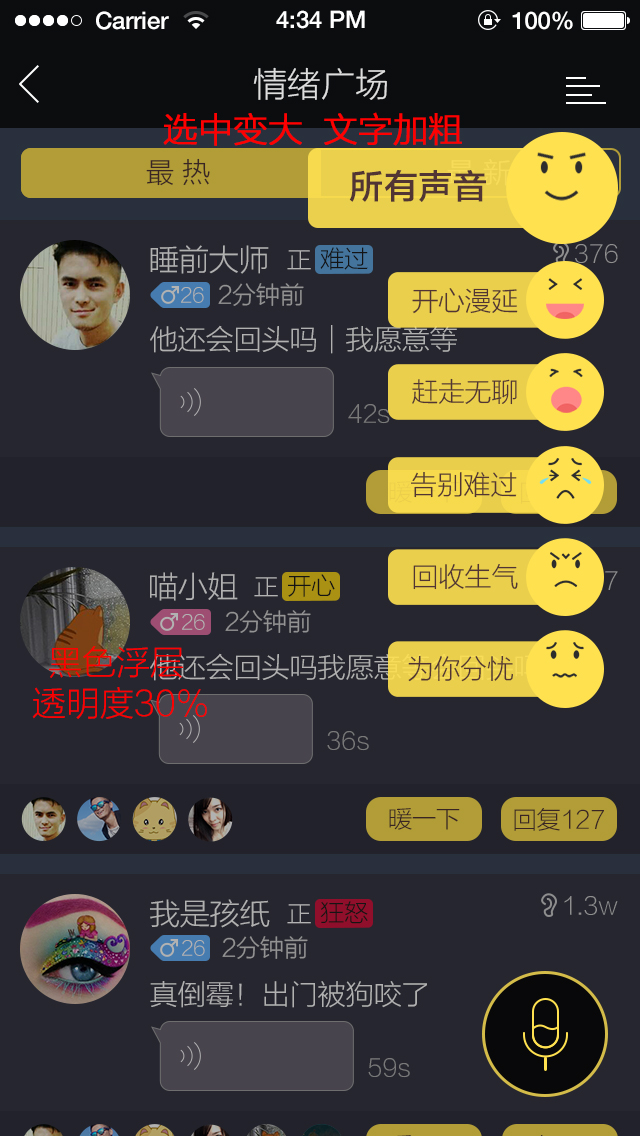 Carrier 4:34 PM 100%
情绪广场
选中变大 文字加粗
最热 最新
所有声音
睡前大师 正 难过 376
26 2分钟前
开心漫延
他还会回头吗｜我愿意等
赶走无聊
42s
告别难过
喵小姐 正 开心 7
回收生气
26 2分钟前
黑色浮层
他还会回头吗我愿意
为你分忧
透明度30%
36s
暖一下 回复127
我是孩纸 正 狂怒 1.3w
26 2分钟前
真倒霉！出门被狗咬了
59s